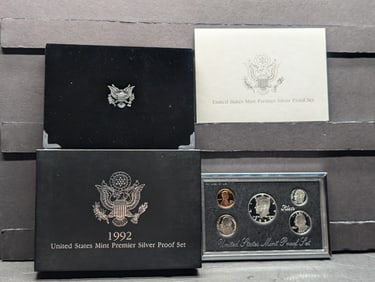 United States Mint Premier Silver Proof Set
1992
United States Mint Premier Silver Proof Set
United States Mint Proof Set